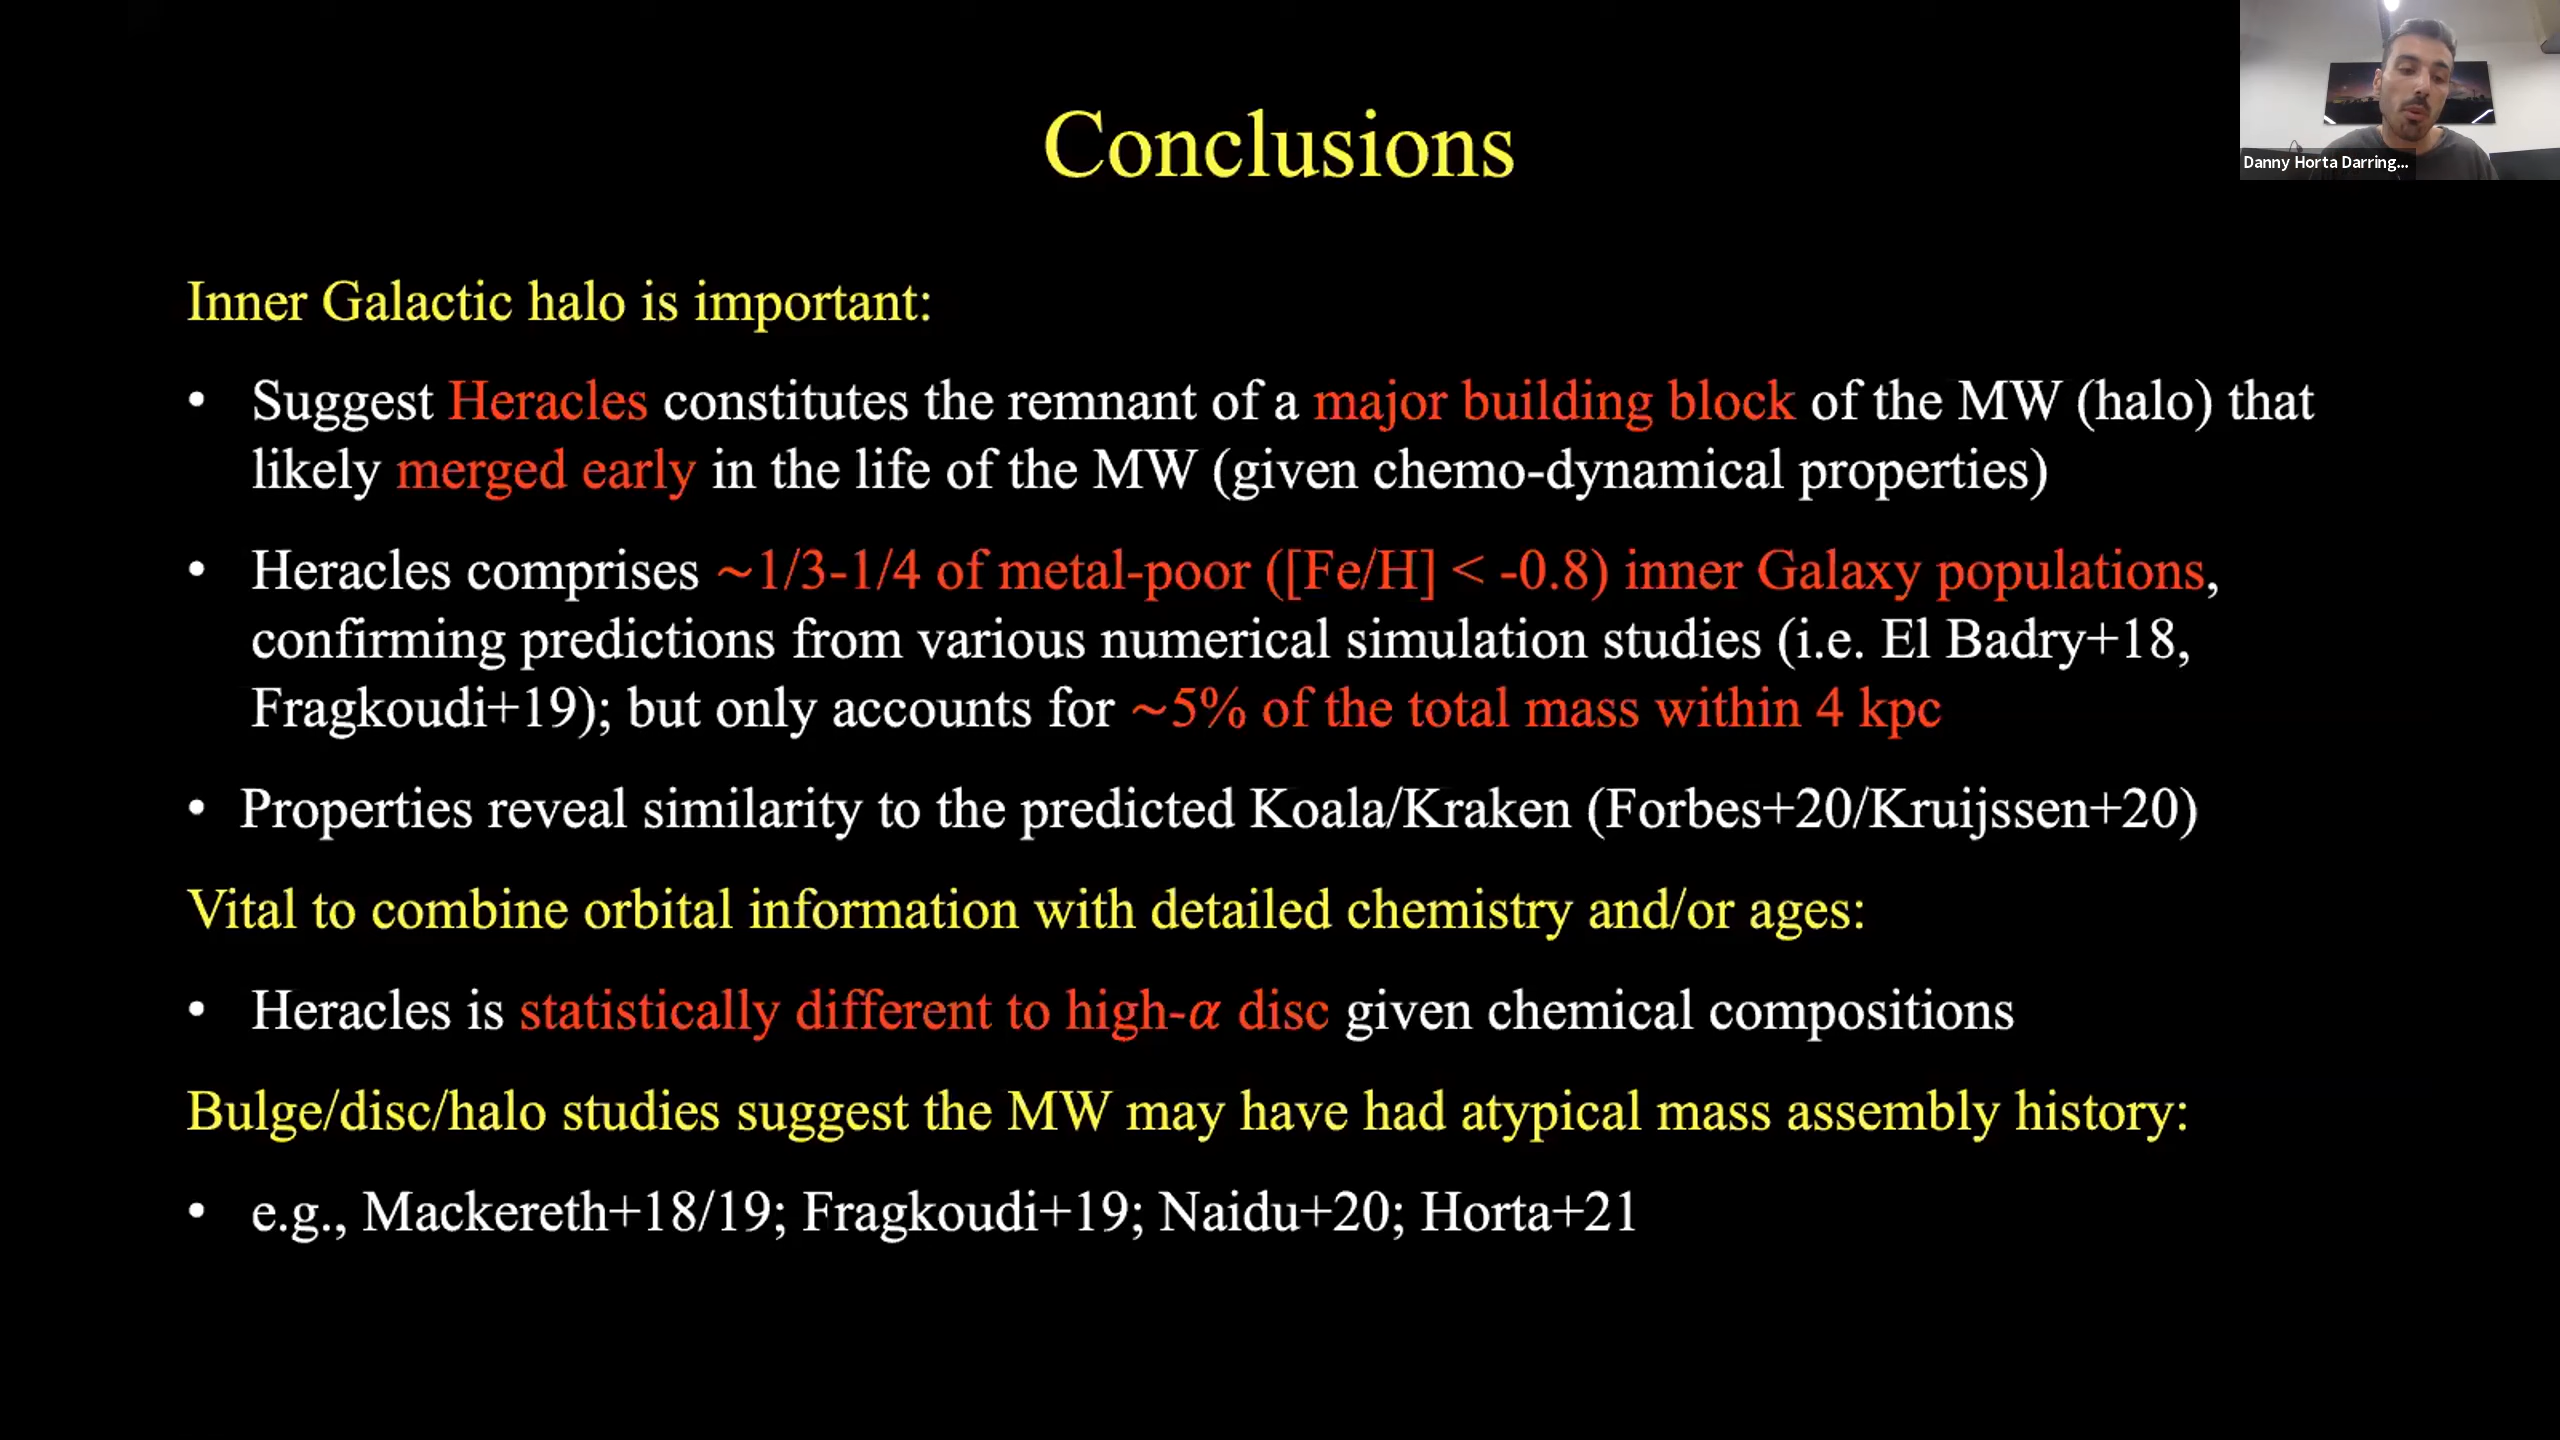 Conclusions
Danny Horta Darring...
Inner Galactic halo is important:
• Suggest Heracles constitutes the remnant of a major building block of the MW (halo) that
likely merged early in the life of the MW (given chemo-dynamical properties)
• Heracles comprises ~1/3-1/4 of metal-poor ([Fe/H] < -0.8) inner Galaxy populations,
confirming predictions from various numerical simulation studies (i.e. El Badry+18,
Fragkoudi+19); but only accounts for ~5% of the total mass within 4 kpc
• Properties reveal similarity to the predicted Koala/Kraken (Forbes+20/Kruijssen+20)
Vital to combine orbital information with detailed chemistry and/or ages:
• Heracles is statistically different to high-α disc given chemical compositions
Bulge/disc/halo studies suggest the MW may have had atypical mass assembly history:
• e.g., Mackereth+18/19; Fragkoudi+19; Naidu+20; Horta+21